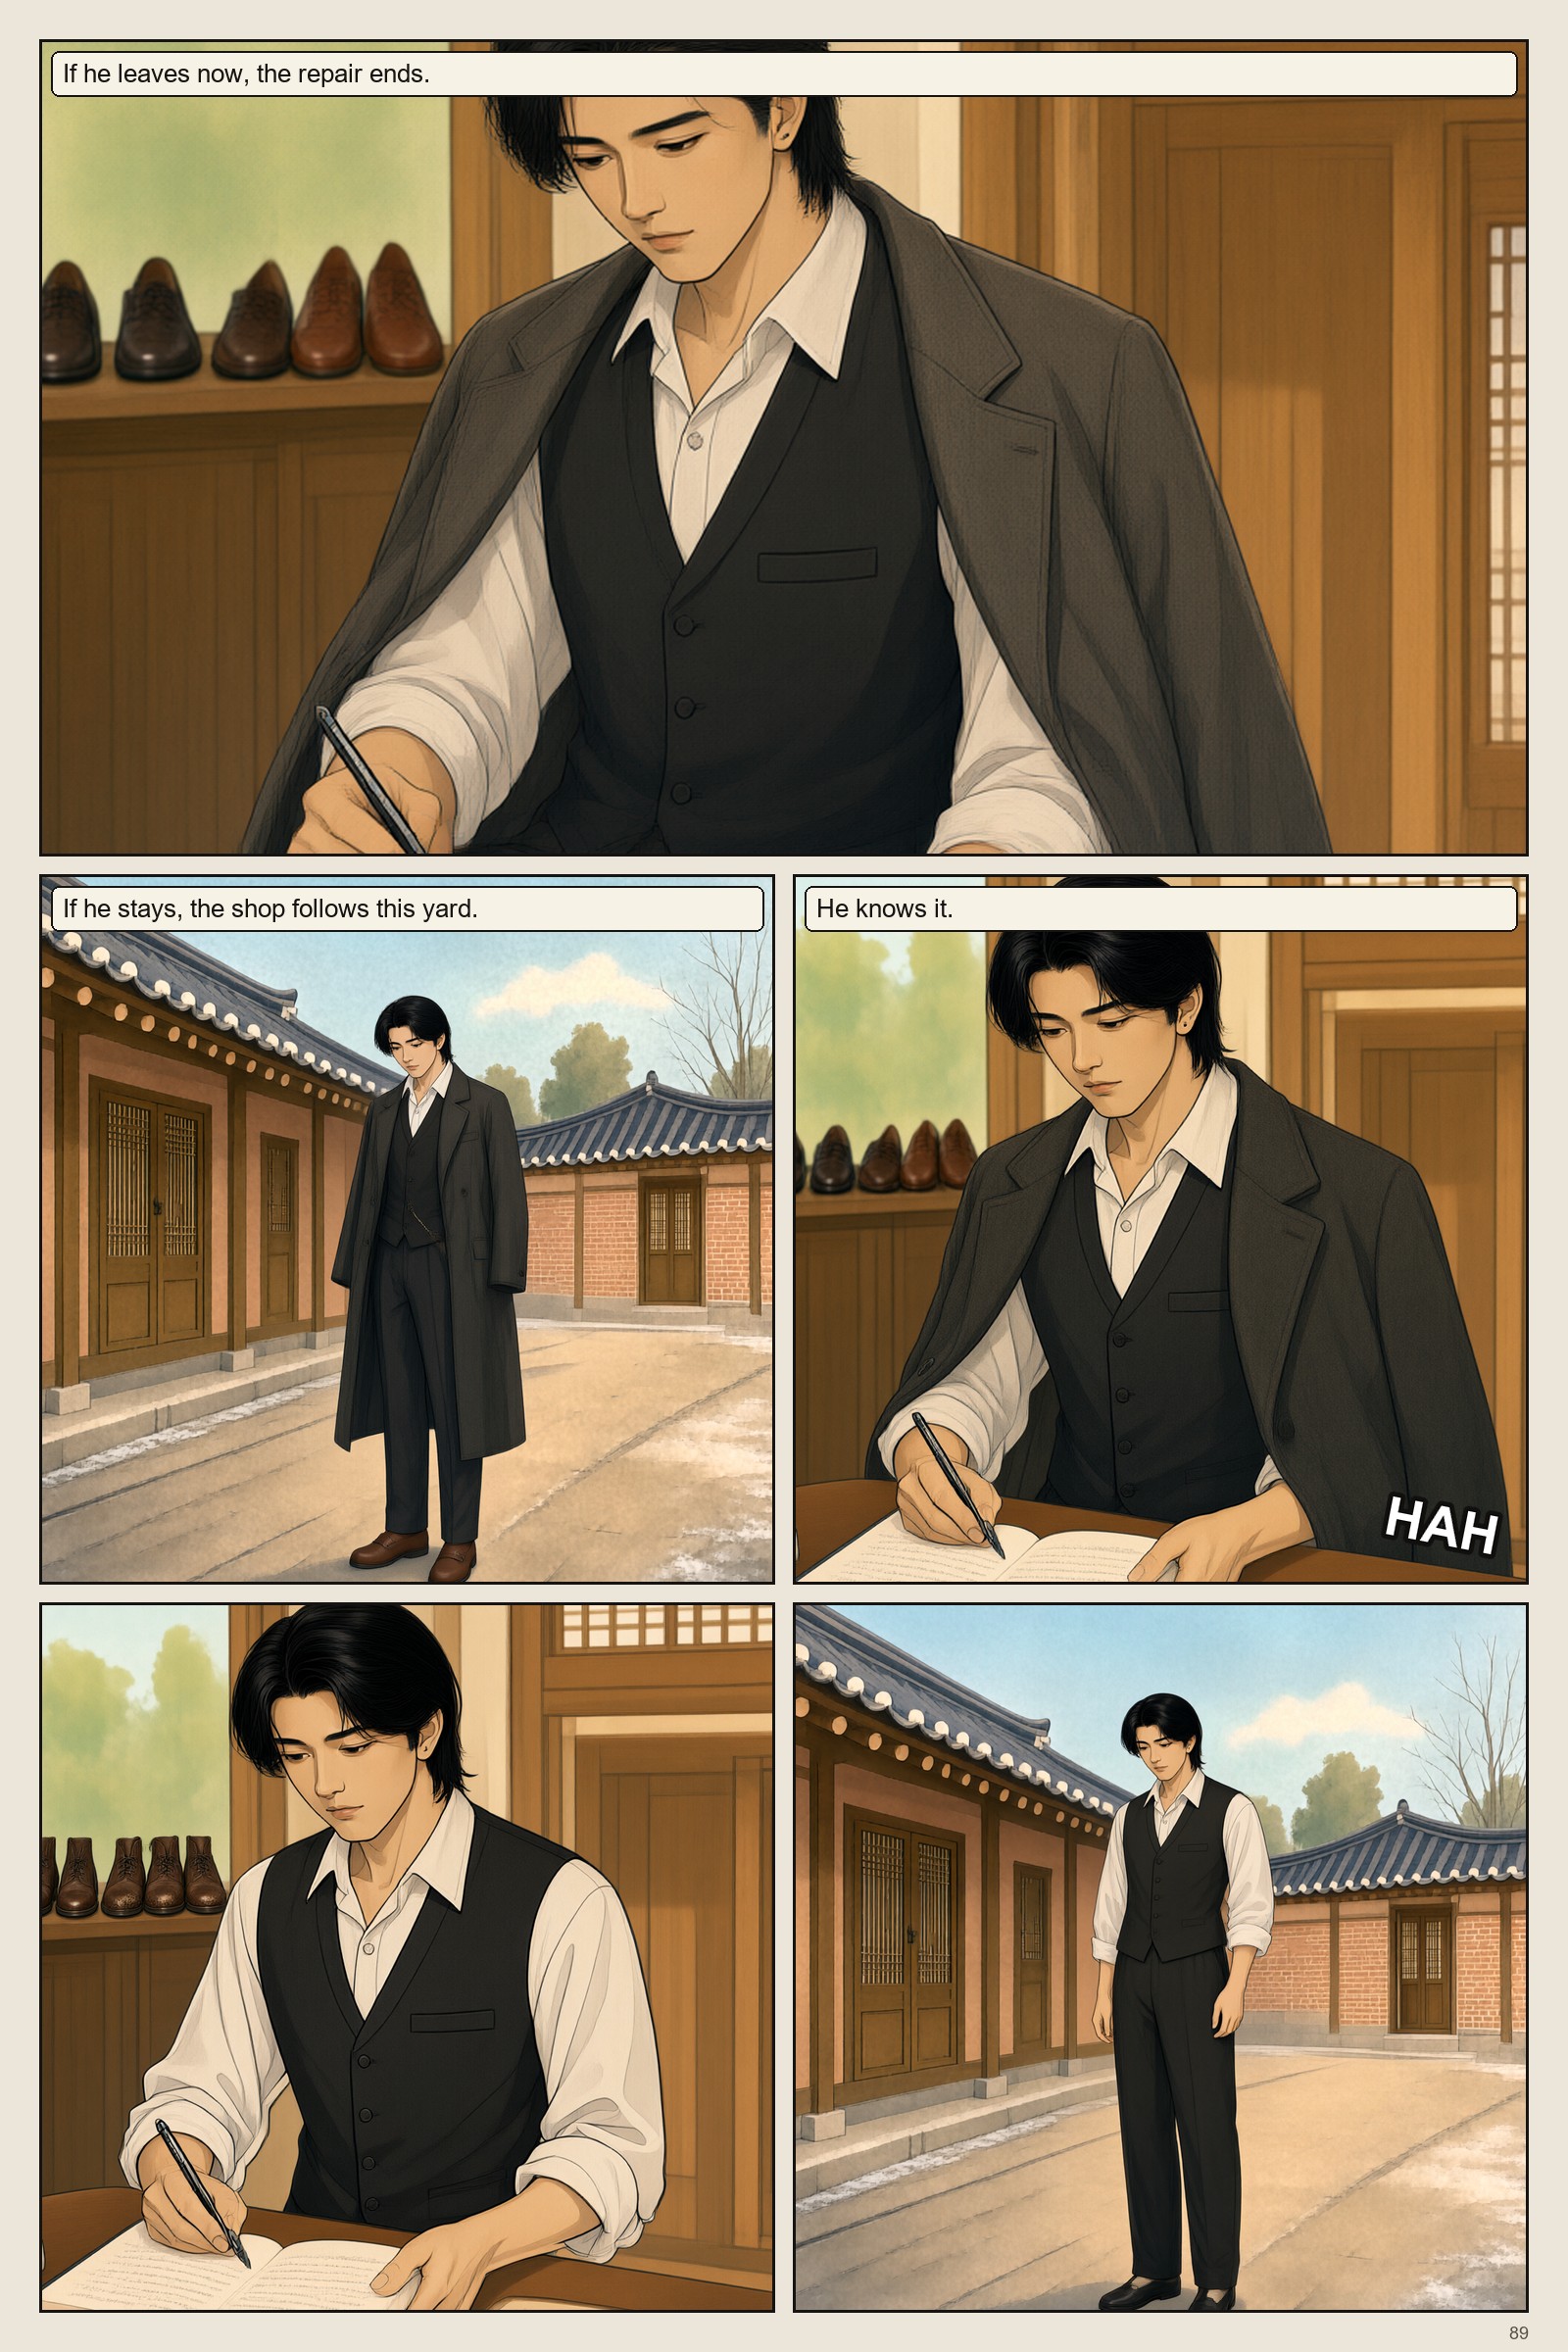 If he leaves now, the repair ends.
If he stays, the shop follows this yard.
He knows it.
HAH
89